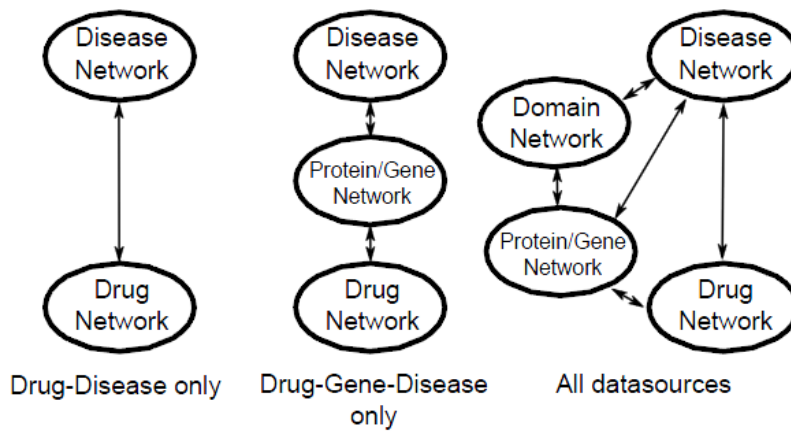 Disease
Network
Drug
Network
Drug-Disease only
Disease
Network
Protein/Gene
Network
Drug
Network
Drug-Gene-Disease
only
Disease
Network
Domain
Network
Protein/Gene
Network
Drug
Network
All datasources